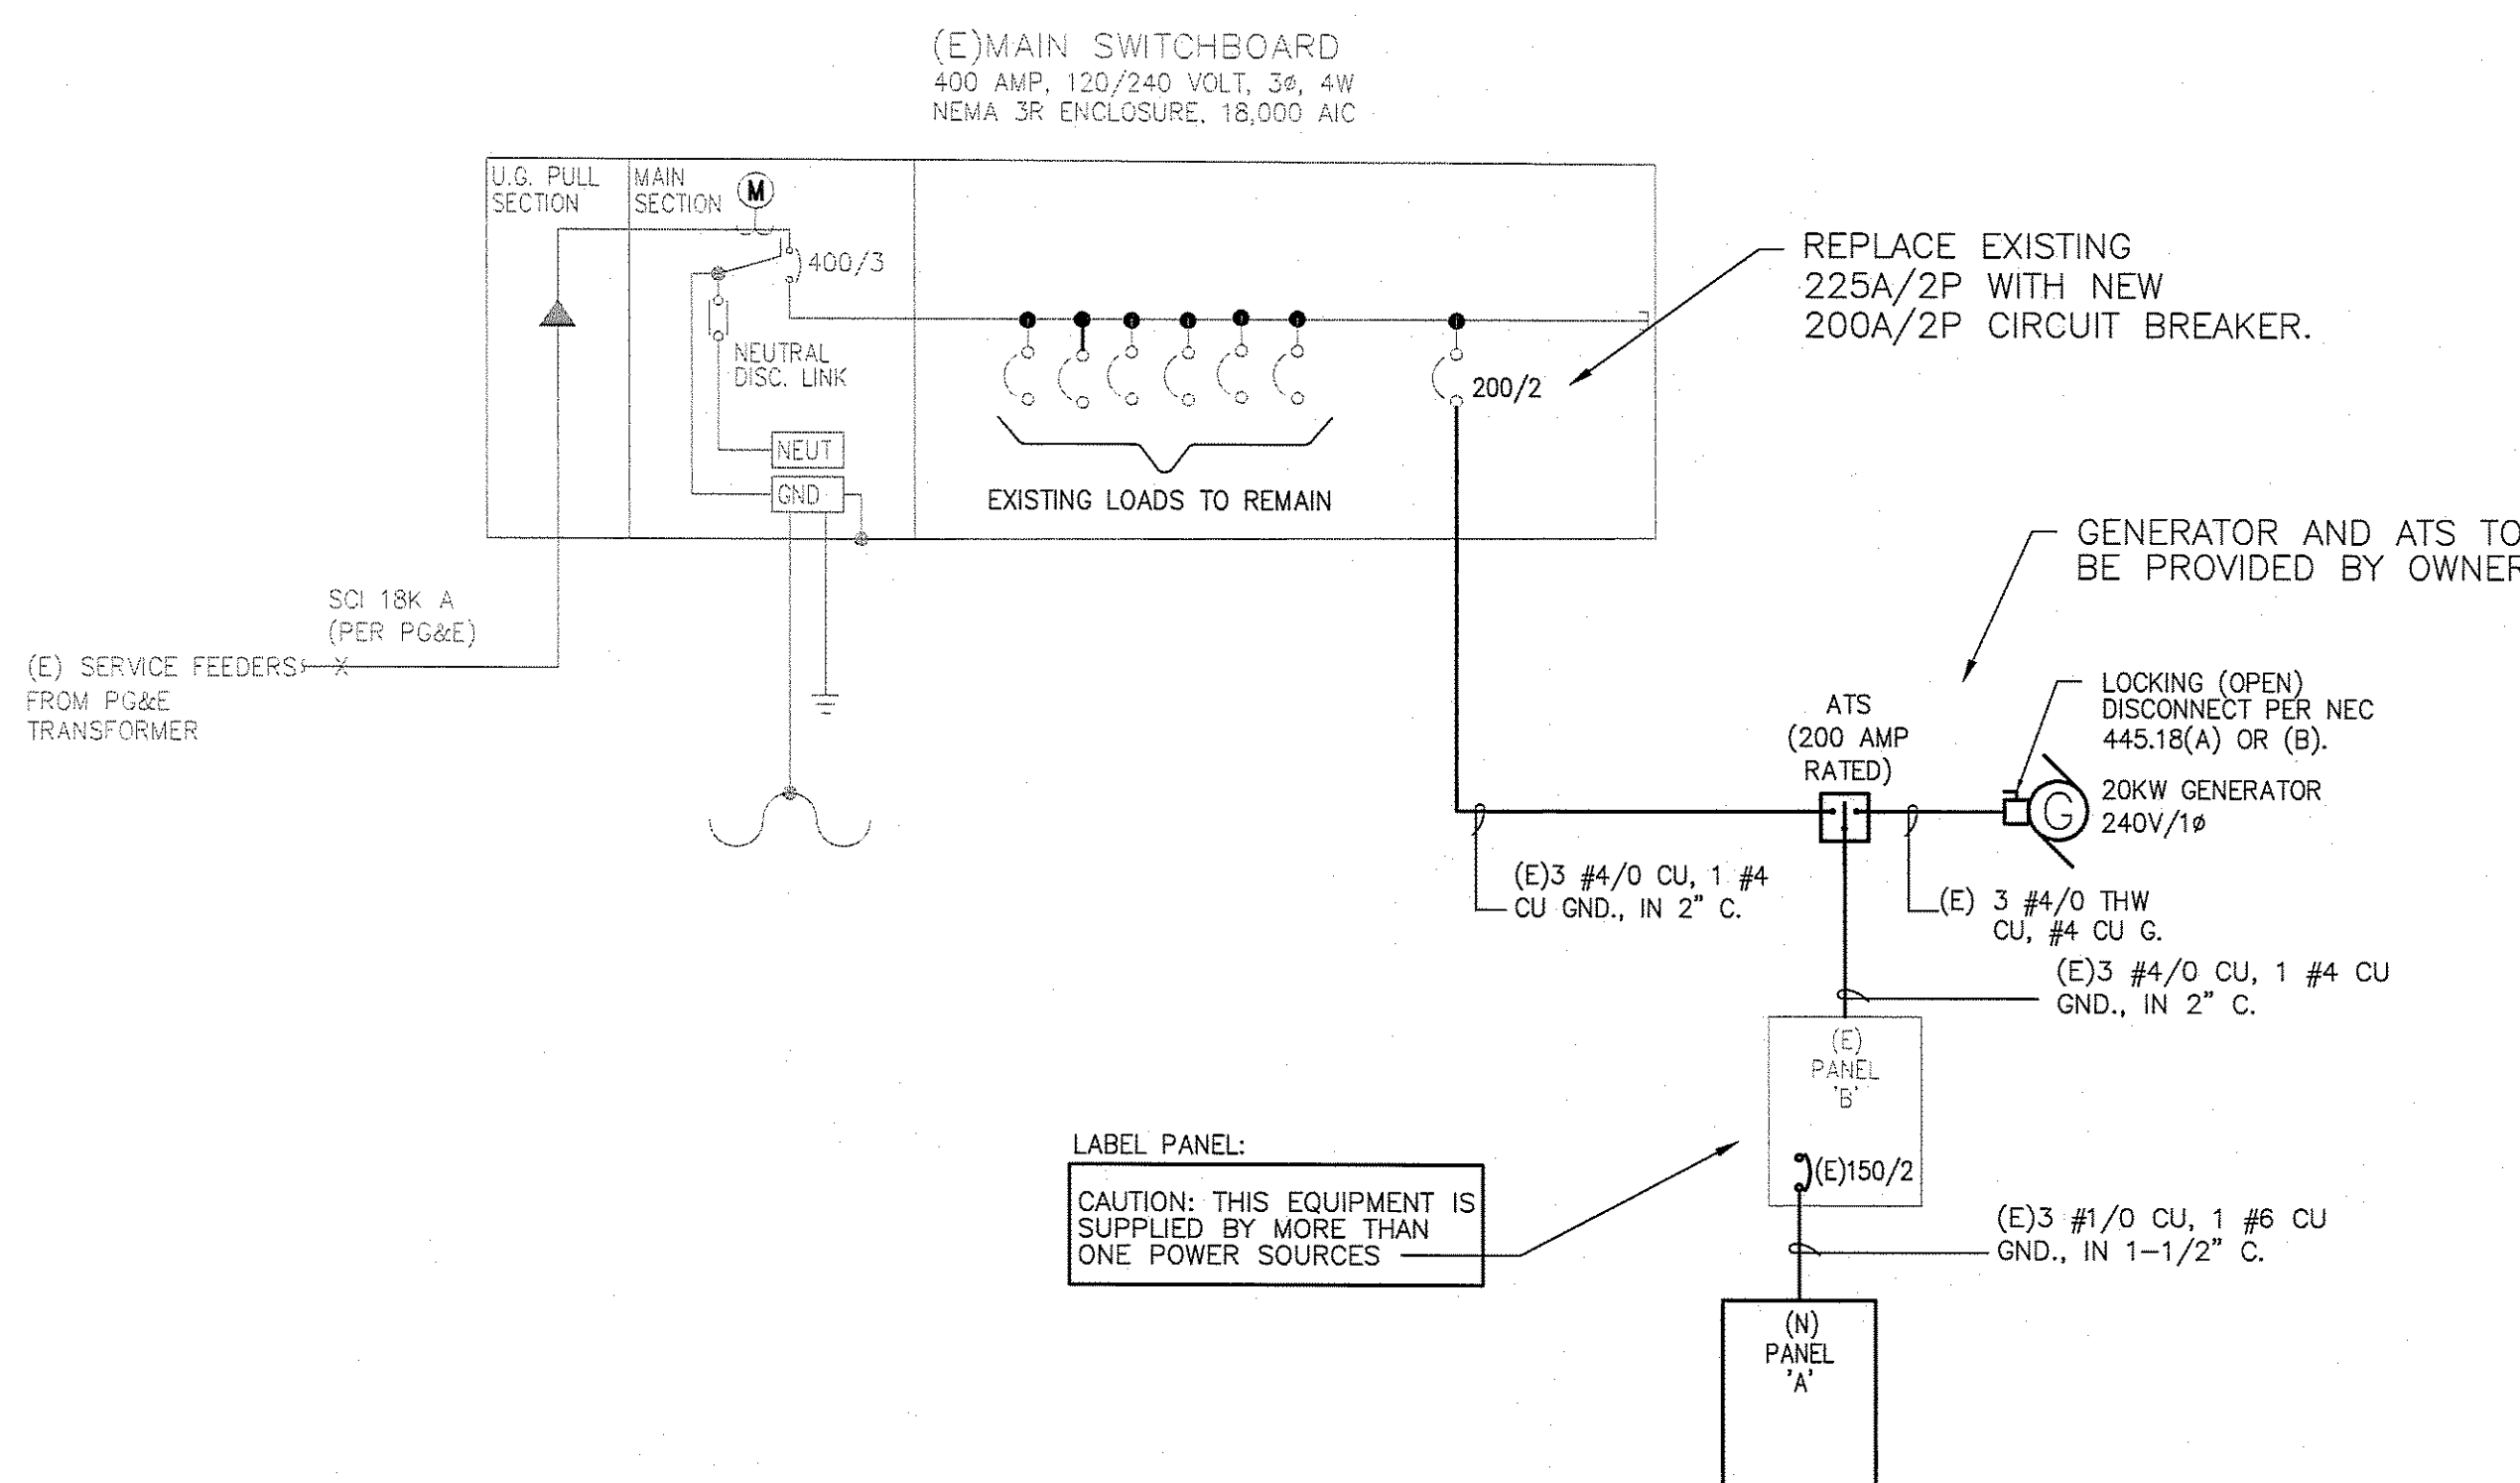 (E)MAIN SWITCHBOARD
400 AMP, 120/240 VOLT, 3ø, 4W
NEMA 3R ENCLOSURE, 18,000 AIC
U.G. PULL
SECTION
MAIN
SECTION
M
400/3
NEUTRAL
DISC. LINK
NEUT
GND
200/2
EXISTING LOADS TO REMAIN
REPLACE EXISTING
225A/2P WITH NEW
200A/2P CIRCUIT BREAKER.
GENERATOR AND ATS TO
BE PROVIDED BY OWNER
SCI 18K A
(PER PG&E)
(E) SERVICE FEEDERS
FROM PG&E
TRANSFORMER
ATS
(200 AMP
RATED)
LOCKING (OPEN)
DISCONNECT PER NEC
445.18(A) OR (B).
G
20KW GENERATOR
240V/1ø
(E)3 #4/0 CU, 1 #4
CU GND., IN 2" C.
(E) 3 #4/0 THW
CU, #4 CU G.
(E)3 #4/0 CU, 1 #4 CU
GND., IN 2" C.
(E)
PANEL
'B'
(E)150/2
LABEL PANEL:
CAUTION: THIS EQUIPMENT IS
SUPPLIED BY MORE THAN
ONE POWER SOURCES
(E)3 #1/0 CU, 1 #6 CU
GND., IN 1-1/2" C.
(N)
PANEL
'A'